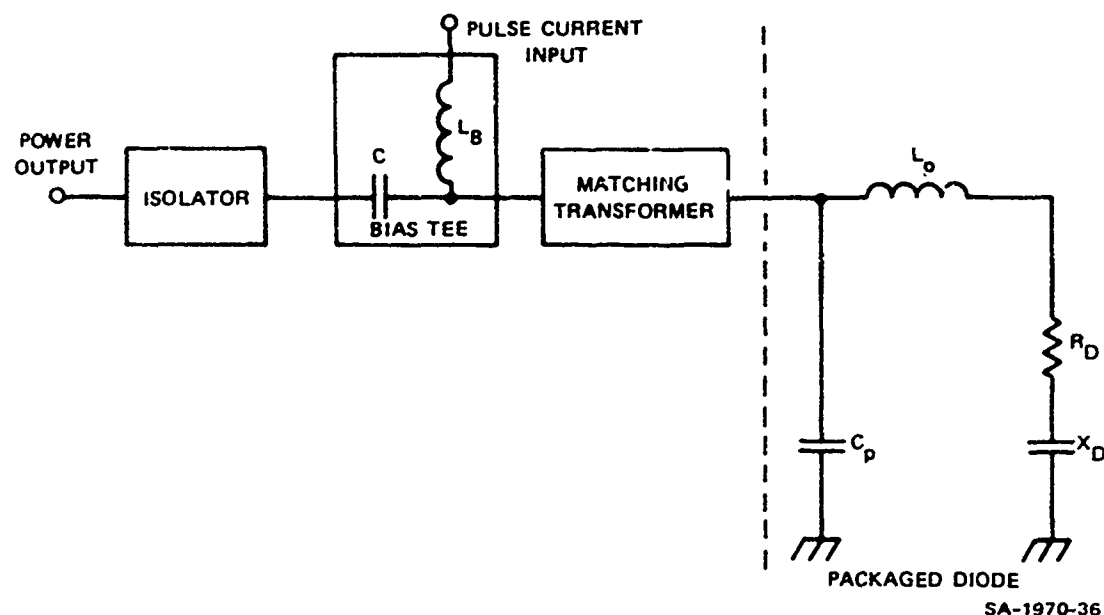 PULSE CURRENT
INPUT
POWER
OUTPUT
ISOLATOR
C
L_B
BIAS TEE
MATCHING
TRANSFORMER
L_o
R_D
C_p
X_D
PACKAGED DIODE
SA-1970-36